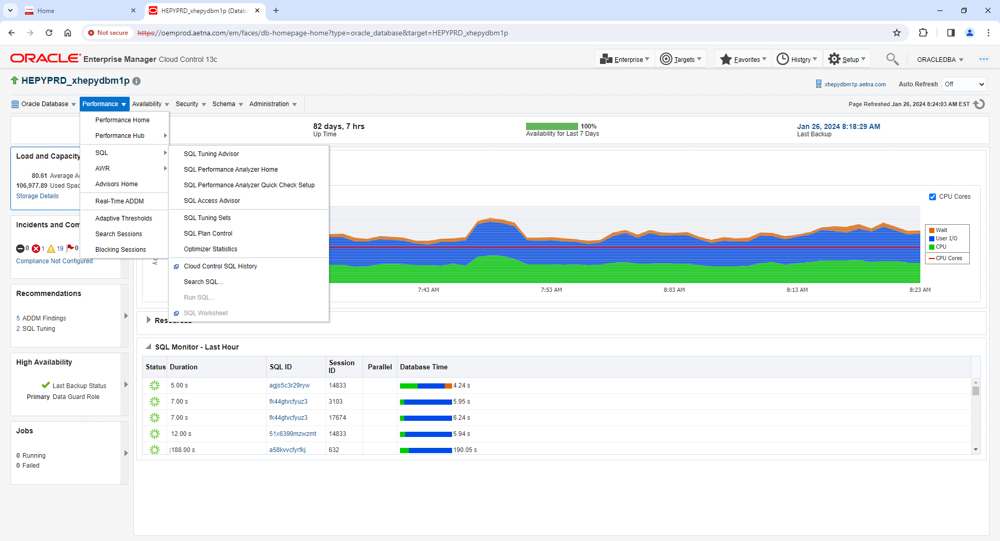 Home
HEPYPRD_xhepydbm1p (Databa
Not secure
https://oemprod.aetna.com/em/faces/db-homepage-home?type=oracle_database&target=HEPYPRD_xhepydbm1p
ORACLE Enterprise Manager Cloud Control 13c
Enterprise Targets Favorites History Setup ORACLEDBA
HEPYPRD_xhepydbm1p
xhepydbm1p.aetna.com Auto Refresh Off
Oracle Database Performance Availability Security Schema Administration
Page Refreshed Jan 26, 2024 8:24:03 AM EST
Performance Home
Performance Hub
SQL
AWR
Advisors Home
Real-Time ADDM
Adaptive Thresholds
Search Sessions
Blocking Sessions
SQL Tuning Advisor
SQL Performance Analyzer Home
SQL Performance Analyzer Quick Check Setup
SQL Access Advisor
SQL Tuning Sets
SQL Plan Control
Optimizer Statistics
Cloud Control SQL History
Search SQL...
Run SQL...
SQL Worksheet
82 days, 7 hrs
Up Time
100%
Availability for Last 7 Days
Jan 26, 2024 8:18:29 AM
Last Backup
Load and Capacity
80.61 Average A
106,977.89 Used Spac
Storage Details
Incidents and Com
0 1 19 0
Compliance Not Configured
Recommendations
5 ADDM Findings
2 SQL Tuning
High Availability
Last Backup Status
Primary Data Guard Role
Jobs
0 Running
0 Failed
CPU Cores
Wait
User I/O
CPU
CPU Cores
7:43 AM 7:53 AM 8:03 AM 8:13 AM 8:23 AM
Resources
SQL Monitor - Last Hour
Status Duration SQL ID Session ID Parallel Database Time
5.00 s agjs5c3r29ryw 14833 4.24 s
7.00 s fk44gtvcfyuz3 3103 5.95 s
7.00 s fk44gtvcfyuz3 17674 6.24 s
12.00 s 51x6399mzwzmt 14833 5.94 s
188.00 s a58kvvcfyrfkj 632 190.05 s